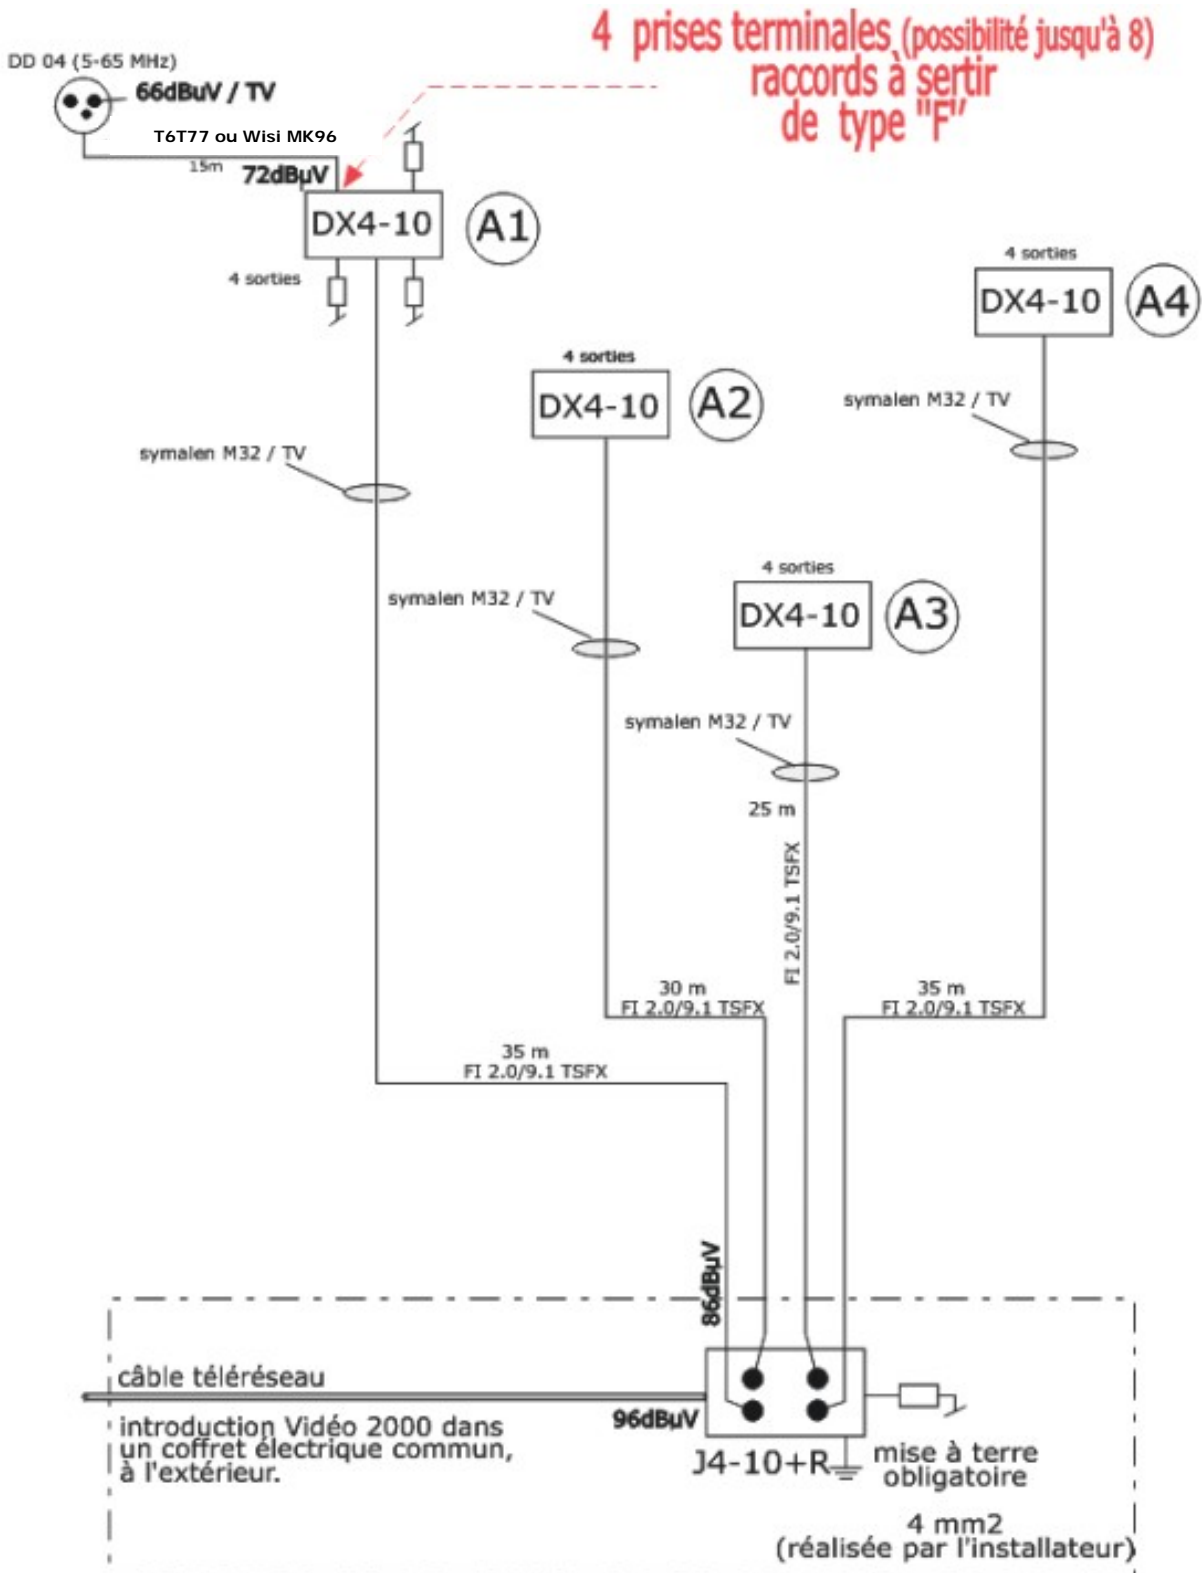 4 prises terminales (possibilité jusqu'à 8)
raccords à sertir
de type "F"
DD 04 (5-65 MHz)
66dBuV / TV
T6T77 ou Wisi MK96
15m
72dBµV
DX4-10
A1
4 sorties
4 sorties
DX4-10
A4
4 sorties
DX4-10
A2
symalen M32 / TV
symalen M32 / TV
4 sorties
DX4-10
A3
symalen M32 / TV
symalen M32 / TV
25 m
FI 2.0/9.1 TSFX
30 m
FI 2.0/9.1 TSFX
35 m
FI 2.0/9.1 TSFX
35 m
FI 2.0/9.1 TSFX
86dBµV
câble téléréseau
96dBµV
introduction Vidéo 2000 dans
un coffret électrique commun,
à l'extérieur.
J4-10+R
mise à terre
obligatoire
4 mm2
(réalisée par l'installateur)